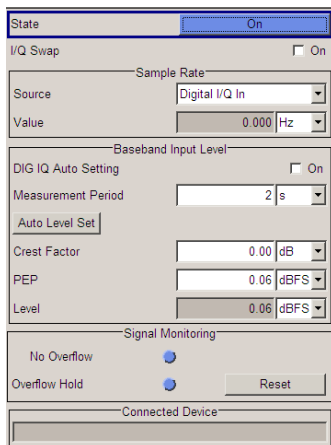 State On
I/Q Swap On
Sample Rate
Source Digital I/Q In
Value 0.000 Hz
Baseband Input Level
DIG IQ Auto Setting On
Measurement Period 2 s
Auto Level Set
Crest Factor 0.00 dB
PEP 0.06 dBFS
Level 0.06 dBFS
Signal Monitoring
No Overflow
Overflow Hold Reset
Connected Device